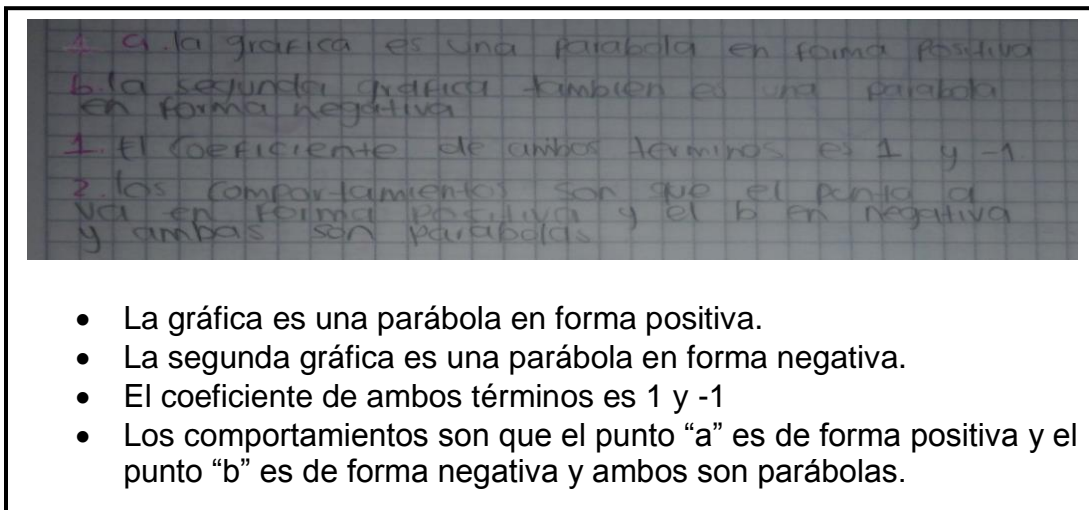 4. a. la grafica es una parabola en forma positiva
b. la segunda grafica tambien es una parabola
en forma negativa
1. El coeficiente de ambos terminos es 1 y -1
2. los comportamientos son que el punto a
va en forma positiva y el b en negativa
y ambas son parabolas
• La gráfica es una parábola en forma positiva.
• La segunda gráfica es una parábola en forma negativa.
• El coeficiente de ambos términos es 1 y -1
• Los comportamientos son que el punto “a” es de forma positiva y el
punto “b” es de forma negativa y ambos son parábolas.